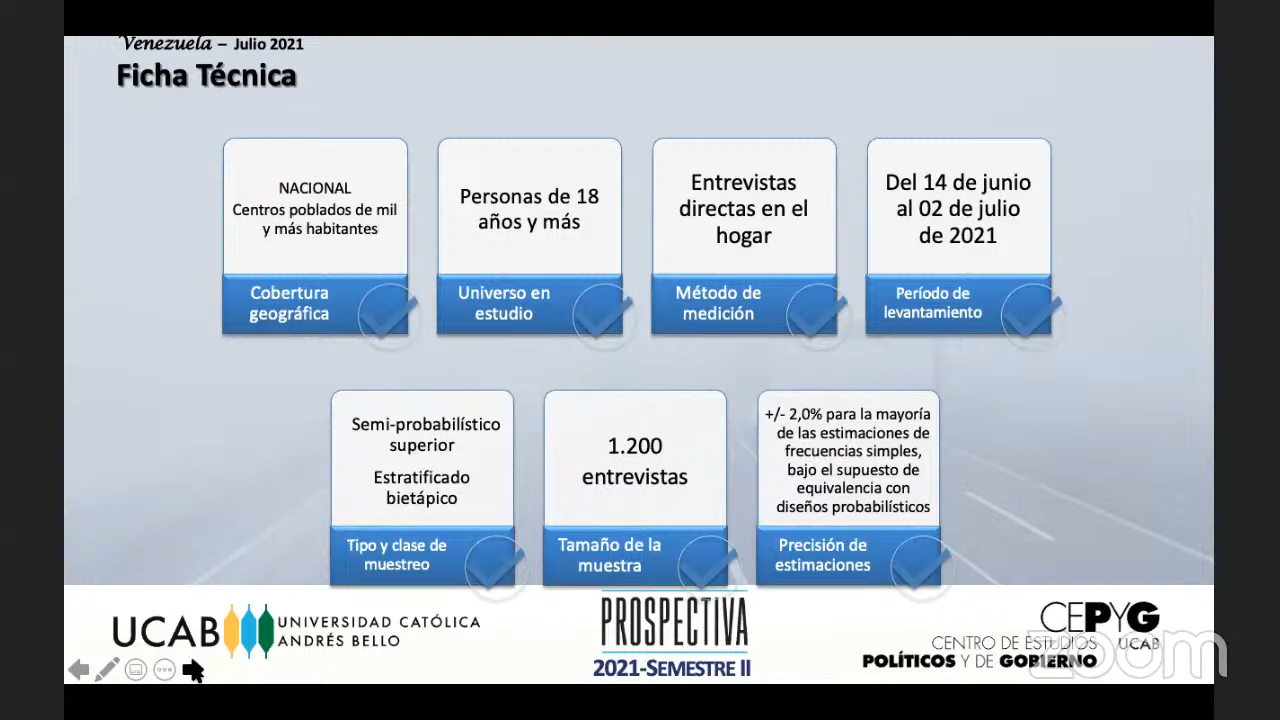 Venezuela – Julio 2021
Ficha Técnica
NACIONAL
Centros poblados de mil
y más habitantes
Cobertura
geográfica
Personas de 18
años y más
Universo en
estudio
Entrevistas
directas en el
hogar
Método de
medición
Del 14 de junio
al 02 de julio
de 2021
Período de
levantamiento
Semi-probabilístico
superior
Estratificado
bietápico
Tipo y clase de
muestreo
1.200
entrevistas
Tamaño de la
muestra
+/- 2,0% para la mayoría
de las estimaciones de
frecuencias simples,
bajo el supuesto de
equivalencia con
diseños probabilísticos
Precisión de
estimaciones
UCAB
UNIVERSIDAD CATÓLICA
ANDRÉS BELLO
PROSPECTIVA
2021-SEMESTRE II
CEPYG
UCAB
CENTRO DE ESTUDIOS
POLÍTICOS Y DE GOBIERNO
zoom